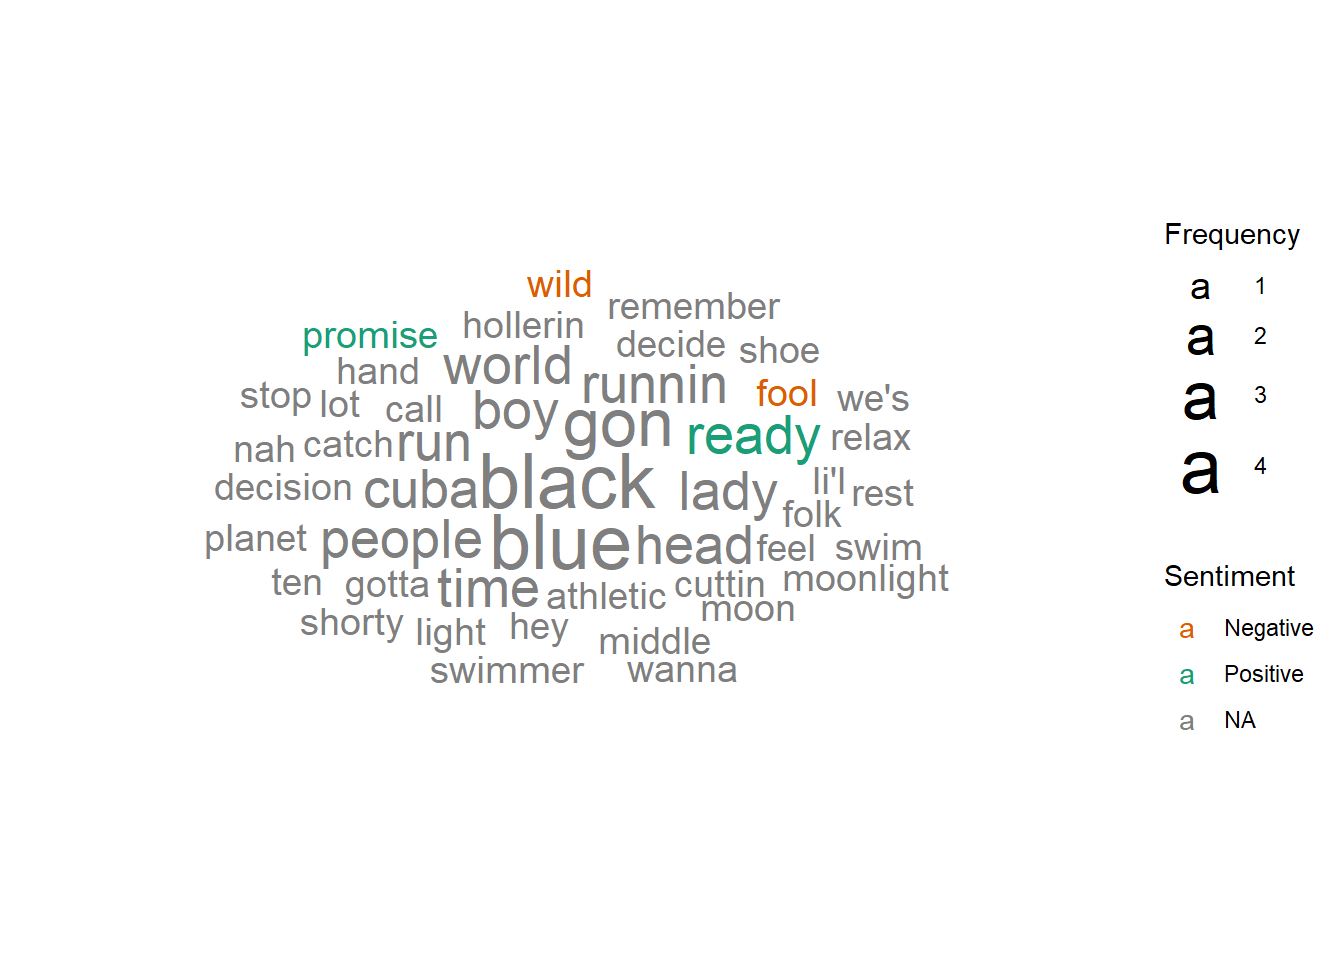 wild
remember
promise
hollerin
decide
shoe
hand
world
runnin
fool
we's
stop
lot
call
boy
gon
ready
relax
nah
catch
run
decision
cuba
black
lady
li'l
rest
folk
planet
people
blue
head
feel
swim
ten
gotta
time
athletic
cuttin
moonlight
moon
shorty
light
hey
middle
swimmer
wanna
Frequency
a 1
a 2
a 3
a 4
Sentiment
a Negative
a Positive
a NA